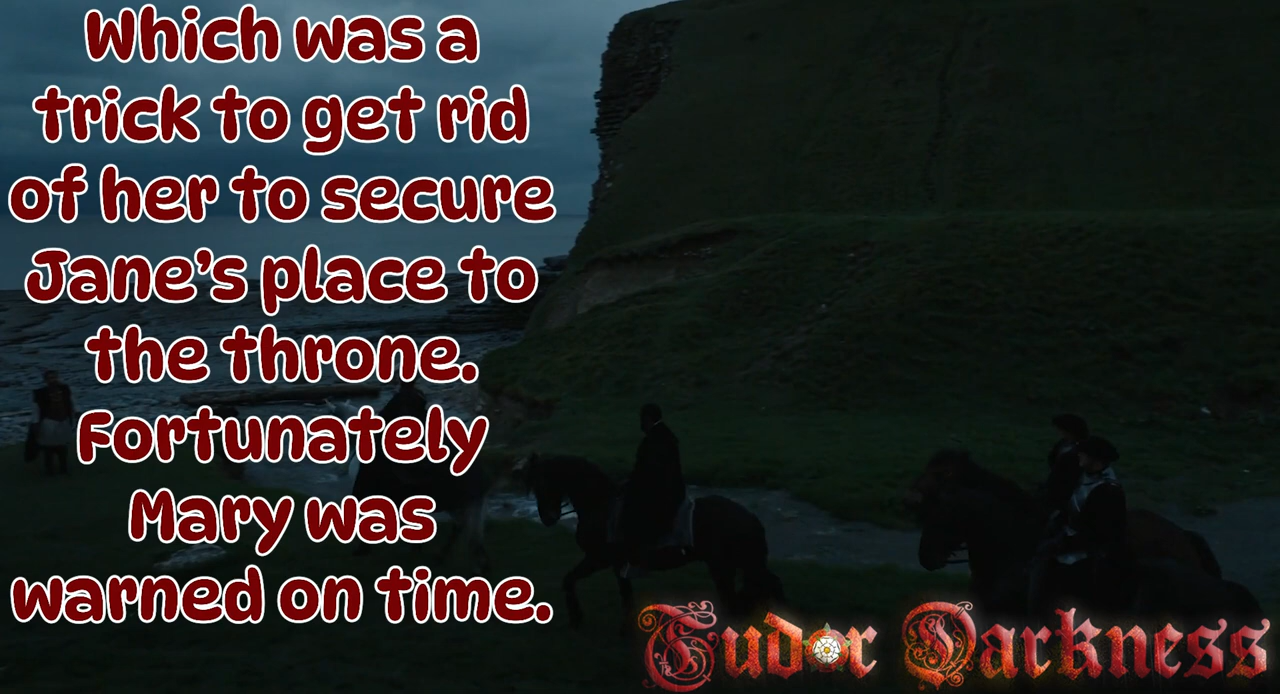 Which was a
trick to get rid
of her to secure
Jane's place to
the throne.
Fortunately
Mary was
warned on time.
Tudor Darkness